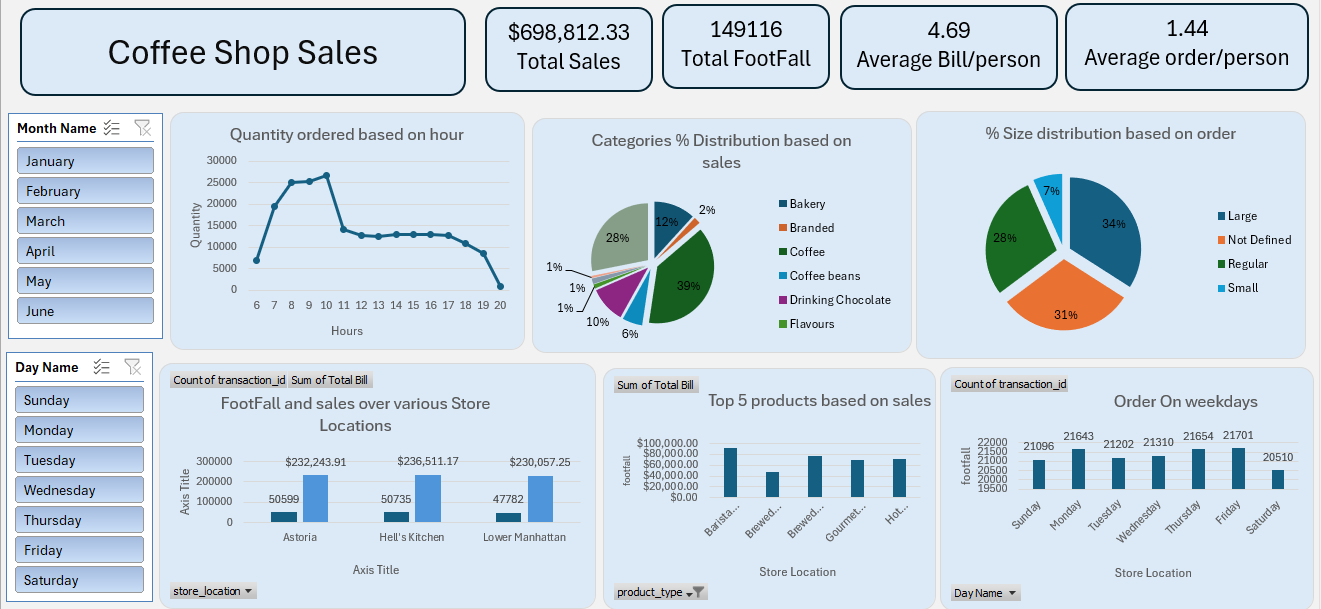 Coffee Shop Sales
$698,812.33
Total Sales
149116
Total FootFall
4.69
Average Bill/person
1.44
Average order/person
Month Name
January
February
March
April
May
June
Day Name
Sunday
Monday
Tuesday
Wednesday
Thursday
Friday
Saturday
Quantity ordered based on hour
Quantity
30000
25000
20000
15000
10000
5000
0
6 7 8 9 10 11 12 13 14 15 16 17 18 19 20
Hours
Categories % Distribution based on
sales
12%
2%
39%
6%
10%
1%
1%
1%
28%
Bakery
Branded
Coffee
Coffee beans
Drinking Chocolate
Flavours
% Size distribution based on order
34%
31%
28%
7%
Large
Not Defined
Regular
Small
Count of transaction_id Sum of Total Bill
FootFall and sales over various Store
Locations
Axis Title
300000
200000
100000
0
50599 $232,243.91
50735 $236,511.17
47782 $230,057.25
Astoria Hell's Kitchen Lower Manhattan
Axis Title
store_location
Sum of Total Bill
Top 5 products based on sales
footfall
$100,000.00
$80,000.00
$60,000.00
$40,000.00
$20,000.00
$0.00
Barista...
Brewed...
Brewed...
Gourmet...
Hot...
Store Location
product_type
Count of transaction_id
Order On weekdays
footfall
22000
21500
21000
20500
20000
19500
21096 21643 21202 21310 21654 21701 20510
Sunday
Monday
Tuesday
Wednesday
Thursday
Friday
Saturday
Store Location
Day Name